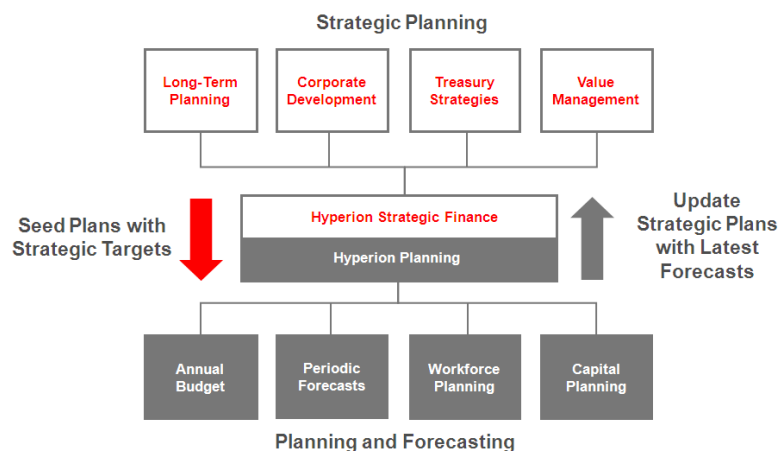 Strategic Planning
Long-Term
Planning
Corporate
Development
Treasury
Strategies
Value
Management
Seed Plans with
Strategic Targets
Hyperion Strategic Finance
Hyperion Planning
Update
Strategic Plans
with Latest
Forecasts
Annual
Budget
Periodic
Forecasts
Workforce
Planning
Capital
Planning
Planning and Forecasting